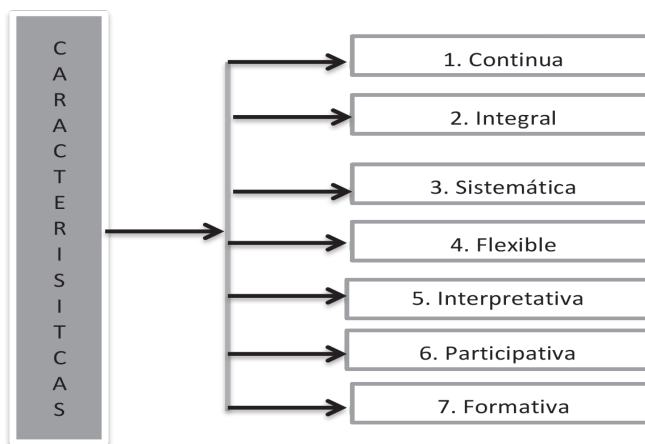 CARACTERISITCAS
1. Continua
2. Integral
3. Sistemática
4. Flexible
5. Interpretativa
6. Participativa
7. Formativa